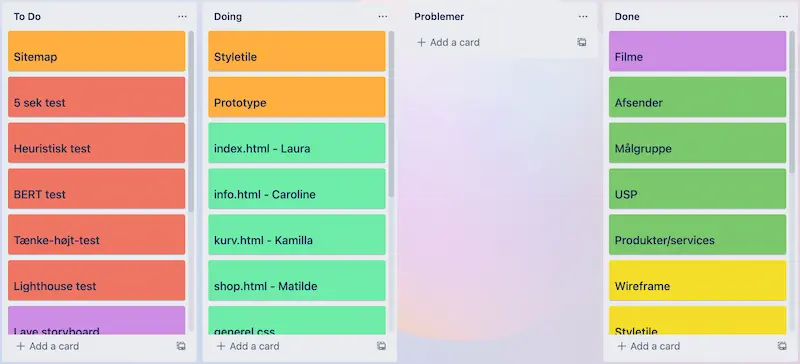 To Do
Sitemap
5 sek test
Heuristisk test
BERT test
Tænke-højt-test
Lighthouse test
Lave storyboard
+ Add a card
Doing
Styletile
Prototype
index.html - Laura
info.html - Caroline
kurv.html - Kamilla
shop.html - Matilde
generel css
+ Add a card
Problemer
+ Add a card
Done
Filme
Afsender
Målgruppe
USP
Produkter/services
Wireframe
Styletile
+ Add a card